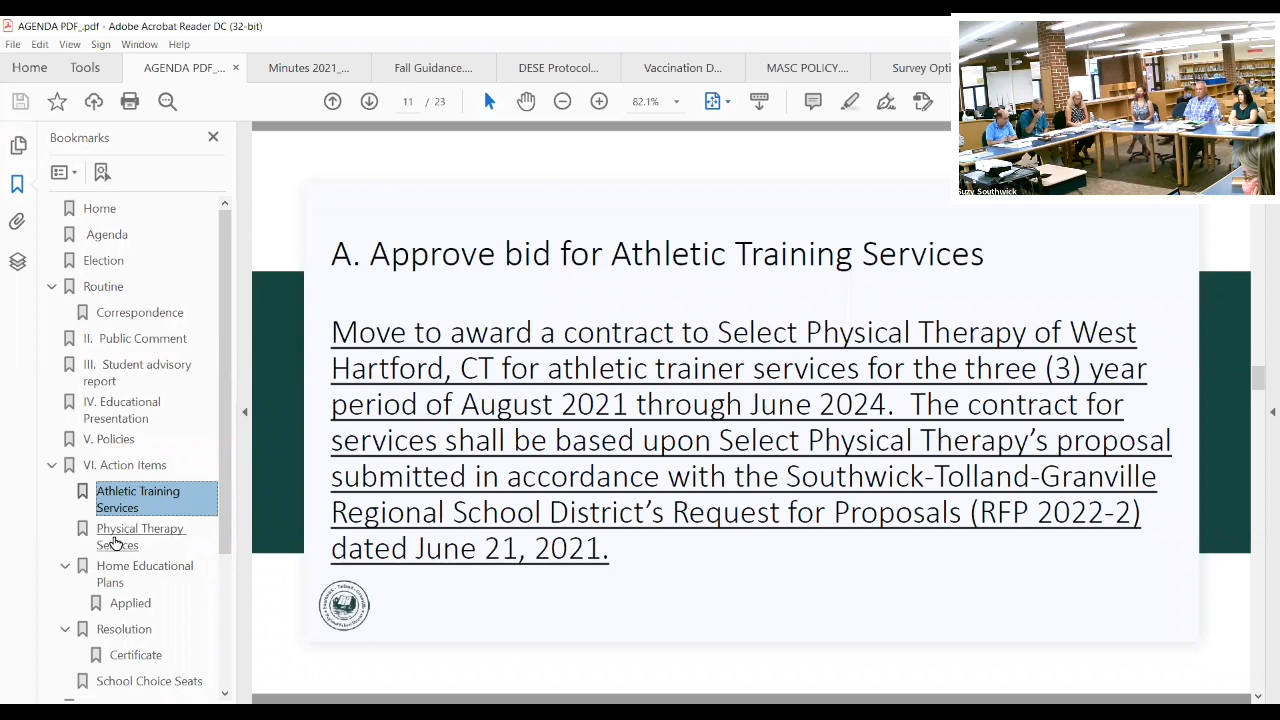 AGENDA PDF_.pdf - Adobe Acrobat Reader DC (32-bit)
File Edit View Sign Window Help
Home Tools AGENDA PDF_... × Minutes 2021_... Fall Guidan... DESE Protocol... Vaccination D... MASC POLICY... Survey Opti
11 / 23 82.1%
Suzy Southwick
Bookmarks
Home
Agenda
Election
Routine
Correspondence
II. Public Comment
III. Student advisory
report
IV. Educational
Presentation
V. Policies
VI. Action Items
Athletic Training
Services
Physical Therapy
Services
Home Educational
Plans
Applied
Resolution
Certificate
School Choice Seats
A. Approve bid for Athletic Training Services
Move to award a contract to Select Physical Therapy of West
Hartford, CT for athletic trainer services for the three (3) year
period of August 2021 through June 2024. The contract for
services shall be based upon Select Physical Therapy’s proposal
submitted in accordance with the Southwick-Tolland-Granville
Regional School District’s Request for Proposals (RFP 2022-2)
dated June 21, 2021.